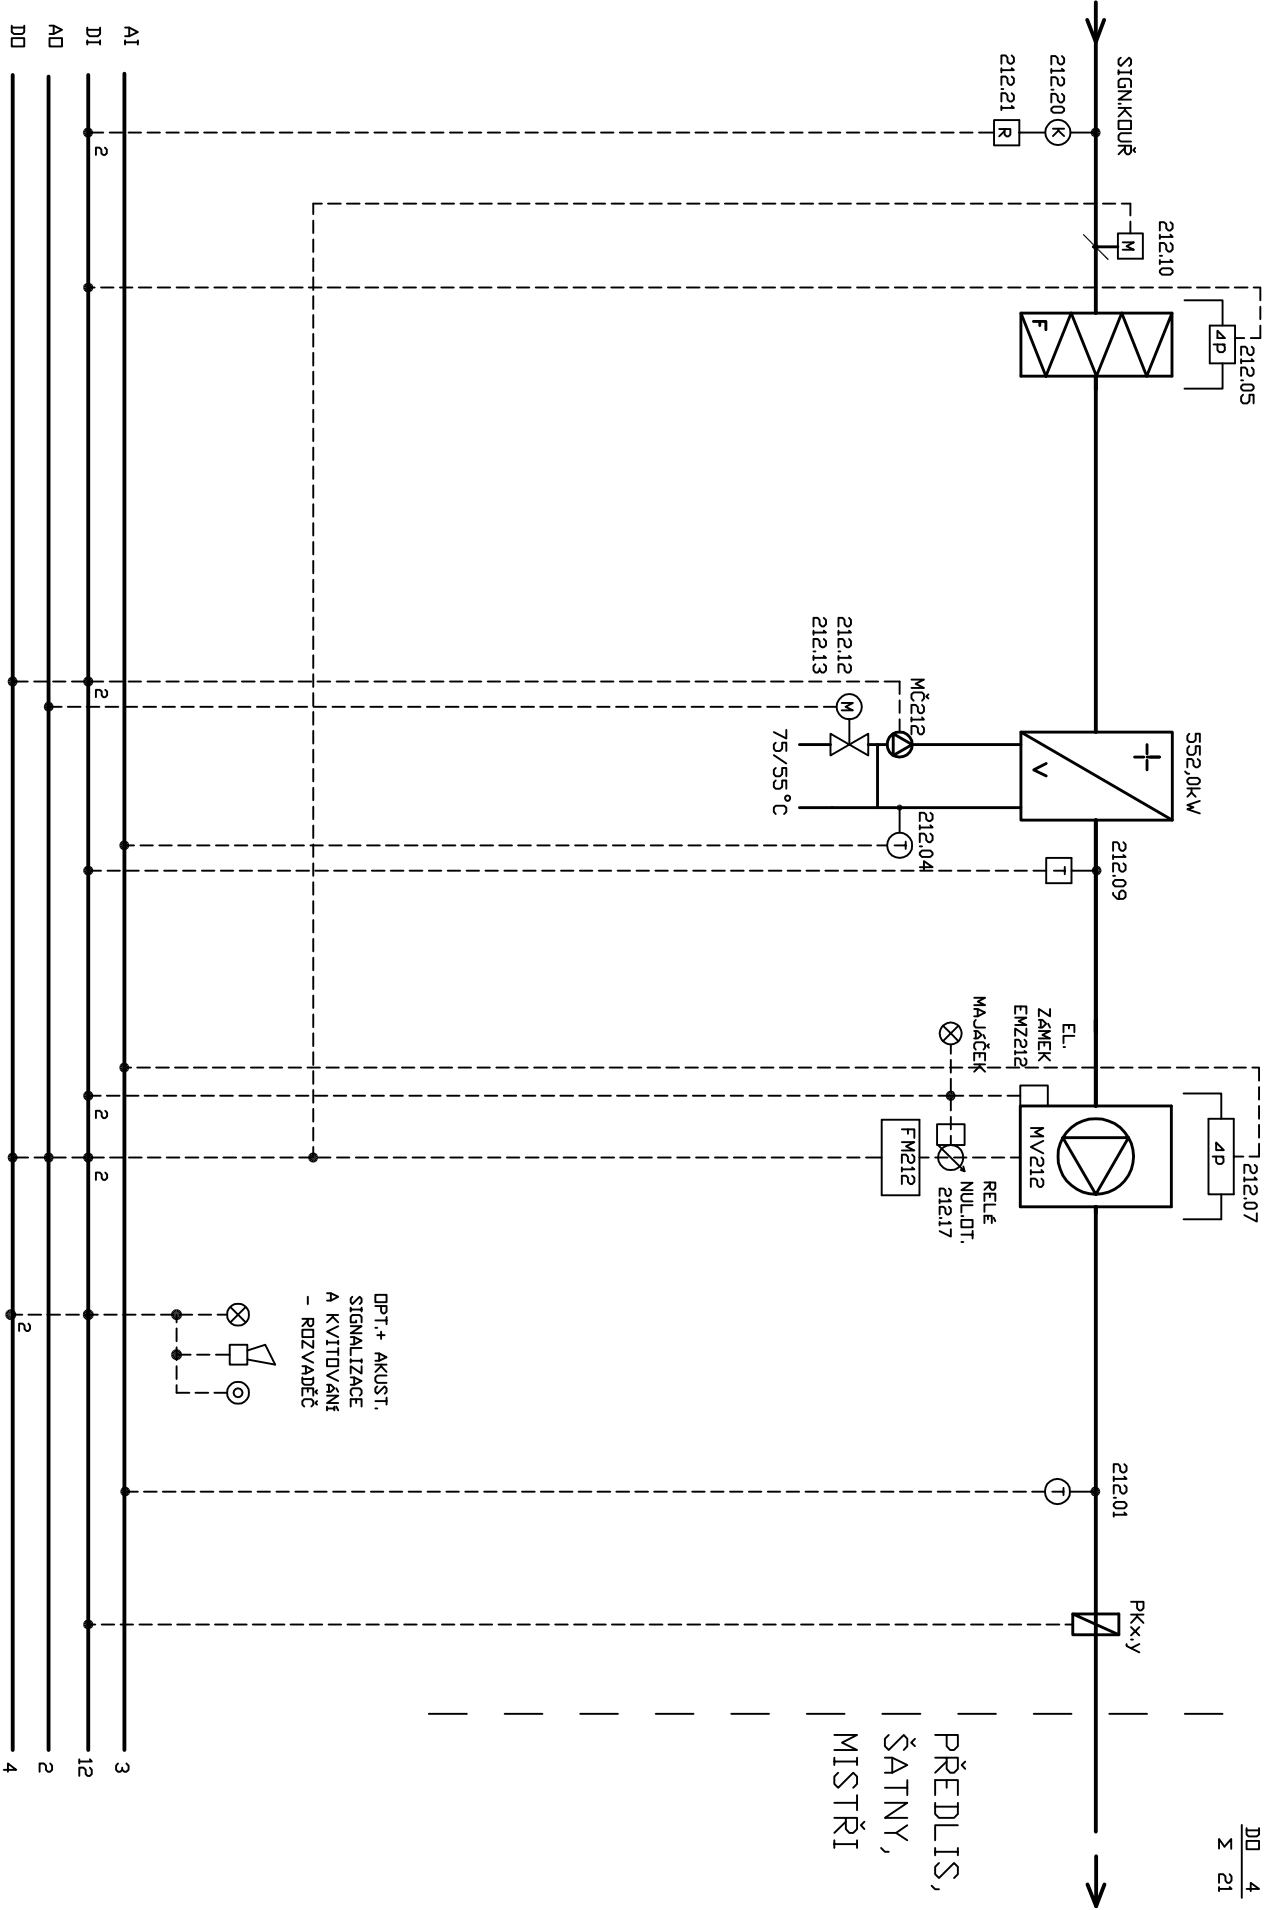 SIGN.KOUŘ
212.20
K
212.21
R
212.10
M
212.05
⊿P
F
552,0kW
+
MČ212
212.12
212.13
M
75/55°C
212.04
T
212.09
T
EL.
ZÁMEK
EMZ212
MAJÁČEK
212.07
⊿P
MV212
FM212
RELÉ
NUL.OT.
212.17
OPT.+ AKUST.
SIGNALIZACE
A KVITOVÁNÍ
- ROZVADĚČ
212.01
T
PKx.y
PŘEDLIS,
ŠATNY,
MISTŘI
DO 4
Σ 21
2
2
2
2
2
AI 3
DI 12
AO 2
DO 4